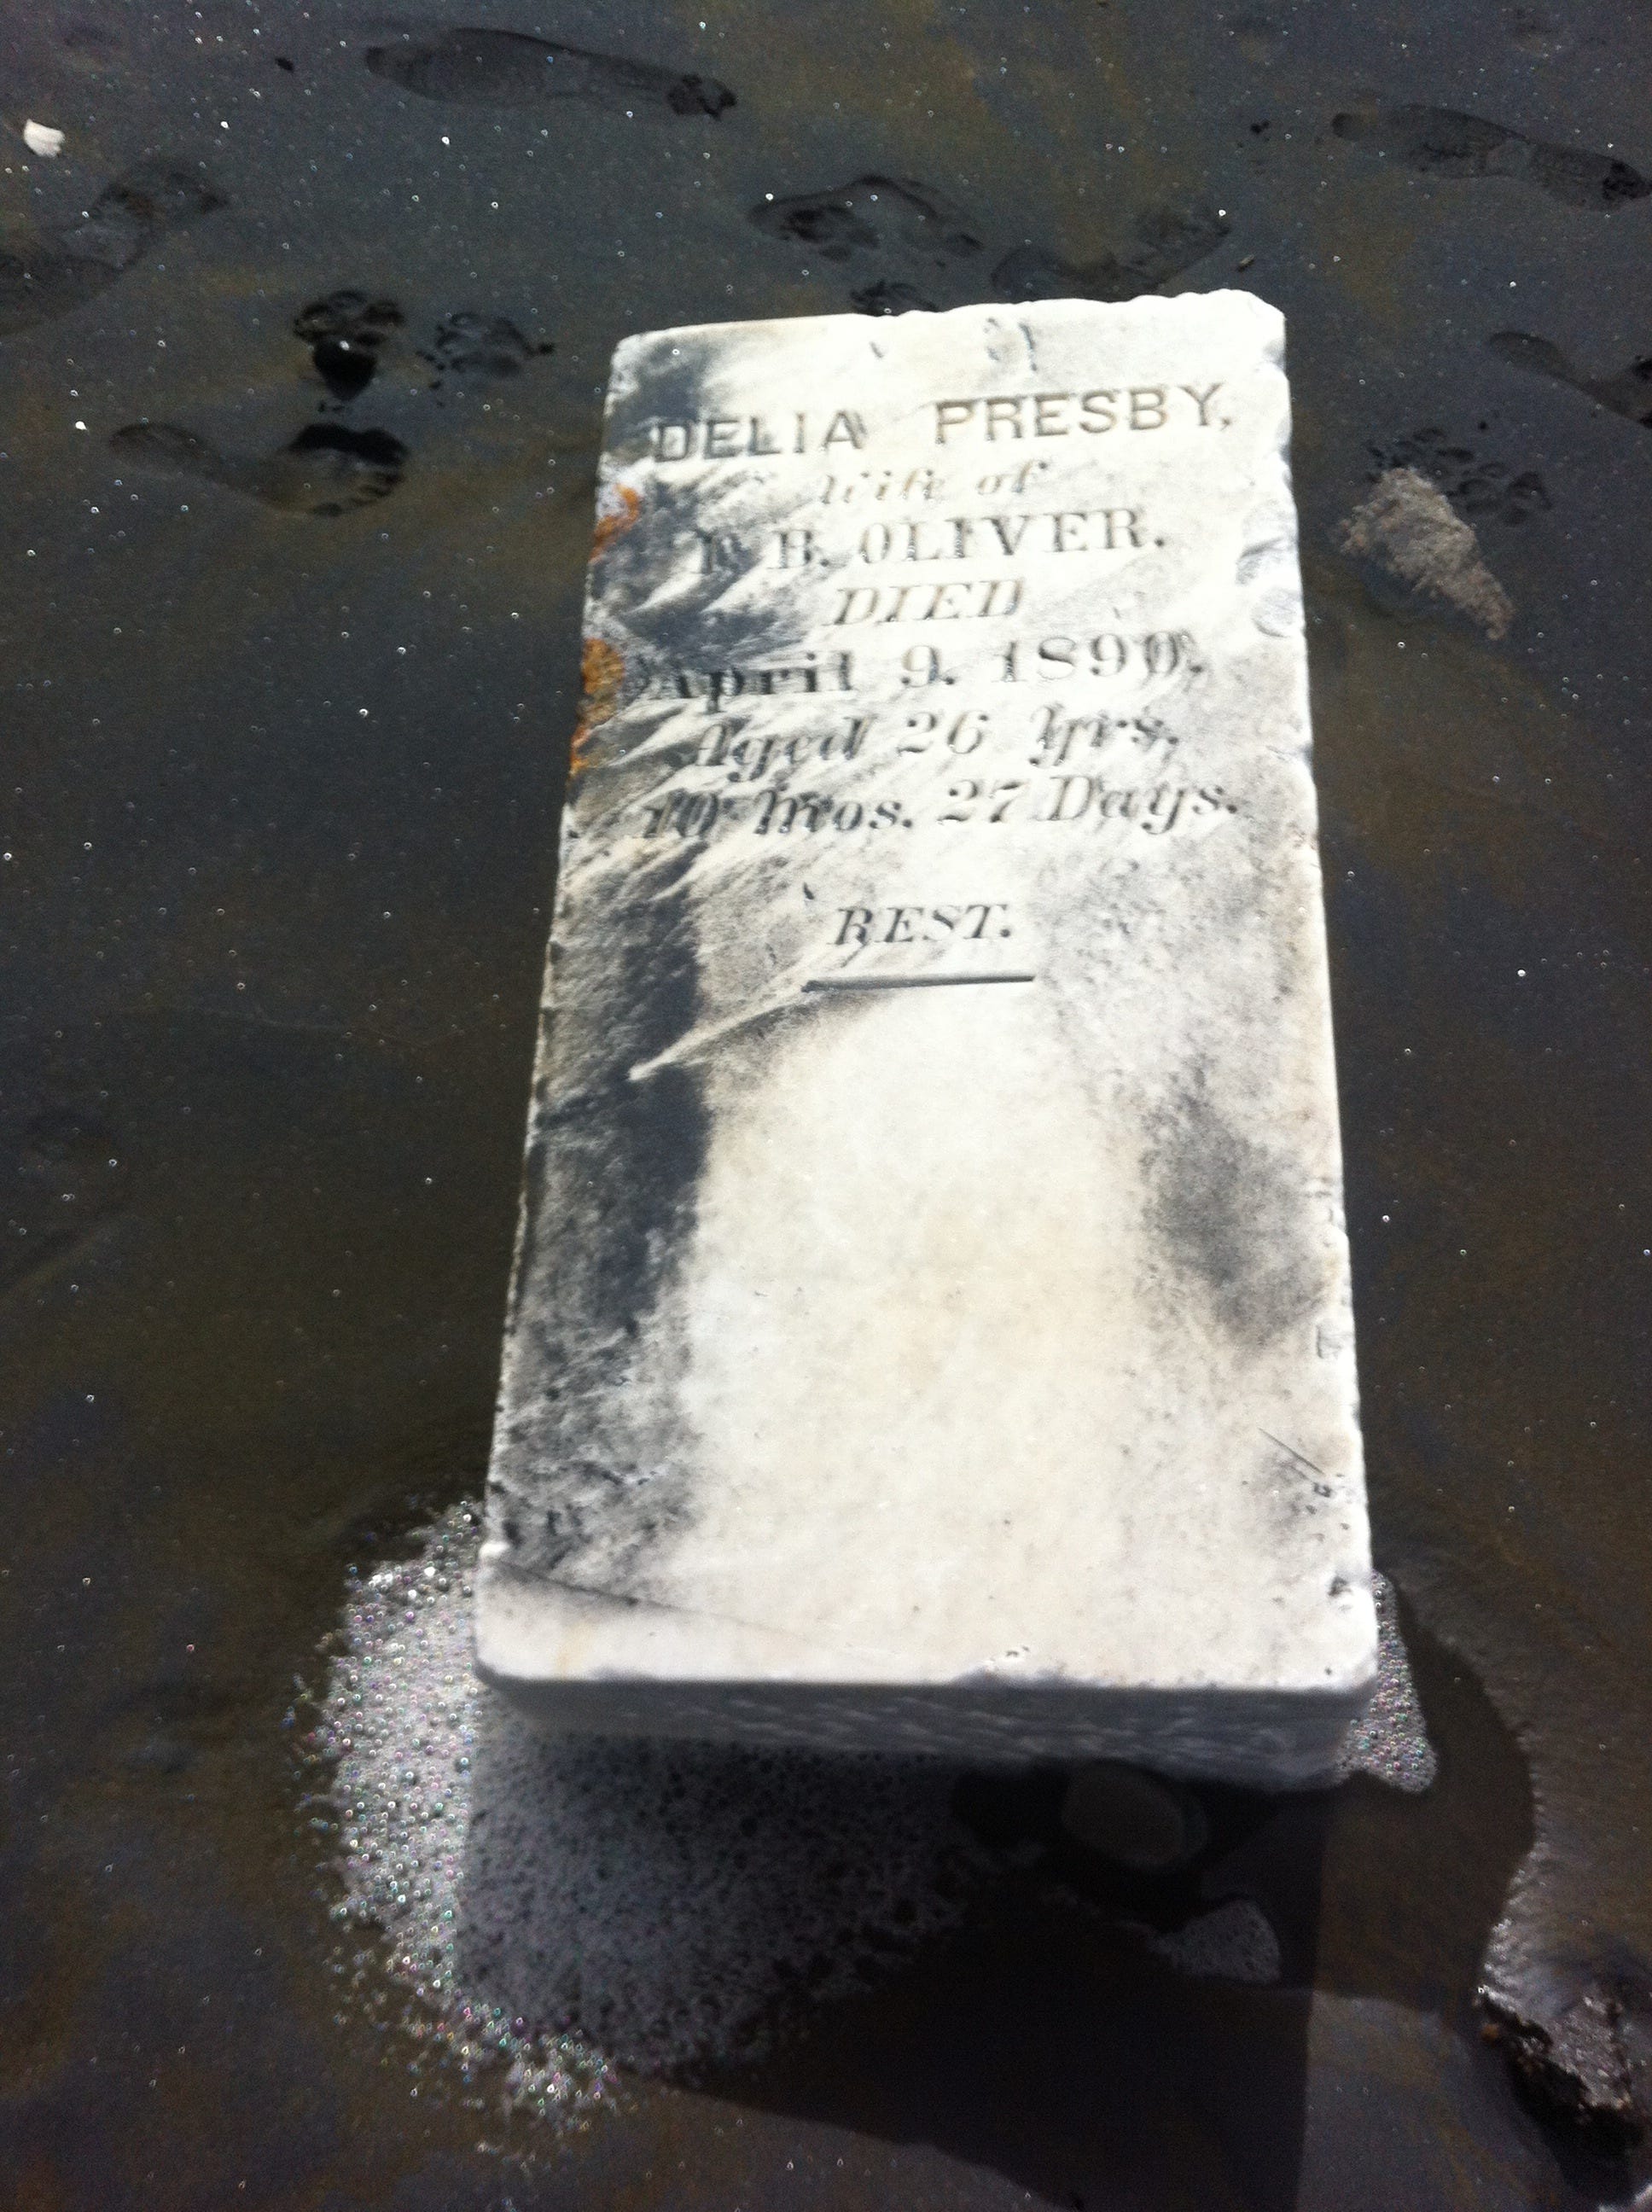 DELIA PRESBY,
Wife of
F. B. OLIVER.
DIED
April 9. 1890.
Aged 26 Yrs.
10 Mos. 27 Days.
REST.